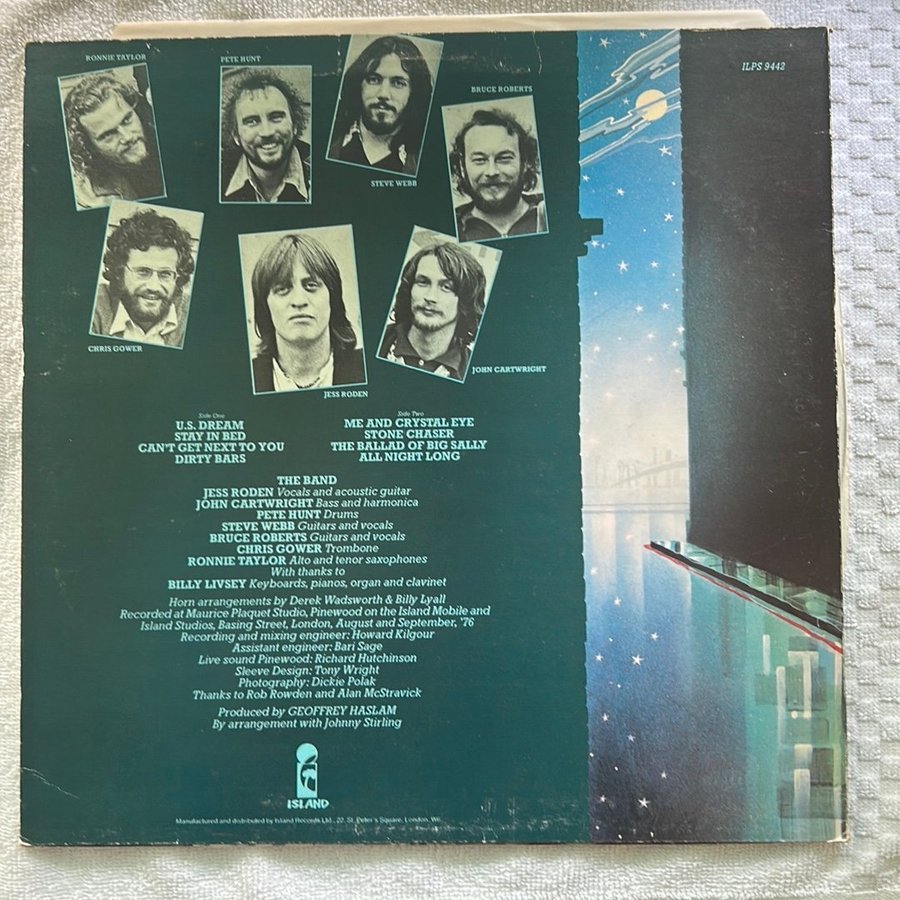 RONNIE TAYLOR
PETE HUNT
ILPS 9442
BRUCE ROBERTS
STEVE WEBB
CHRIS GOWER
JOHN CARTWRIGHT
JESS RODEN
Side One
U.S. DREAM
STAY IN BED
CAN'T GET NEXT TO YOU
DIRTY BARS
Side Two
ME AND CRYSTAL EYE
STONE CHASER
THE BALLAD OF BIG SALLY
ALL NIGHT LONG
THE BAND
JESS RODEN Vocals and acoustic guitar
JOHN CARTWRIGHT Bass and harmonica
PETE HUNT Drums
STEVE WEBB Guitars and vocals
BRUCE ROBERTS Guitars and vocals
CHRIS GOWER Trombone
RONNIE TAYLOR Alto and tenor saxophones
With thanks to
BILLY LIVSEY Keyboards, pianos, organ and clavinet
Horn arrangements by Derek Wadsworth & Billy Lyall
Recorded at Maurice Plaquet Studio, Pinewood on the Island Mobile and
Island Studios, Basing Street, London, August and September, '76
Recording and mixing engineer: Howard Kilgour
Assistant engineer: Bari Sage
Live sound Pinewood: Richard Hutchinson
Sleeve Design: Tony Wright
Photography: Dickie Polak
Thanks to Rob Rowden and Alan McStravick
Produced by GEOFFREY HASLAM
By arrangement with Johnny Stirling
ISLAND
Manufactured and distributed by Island Records Ltd., 22, St. Peter's Square, London, W6